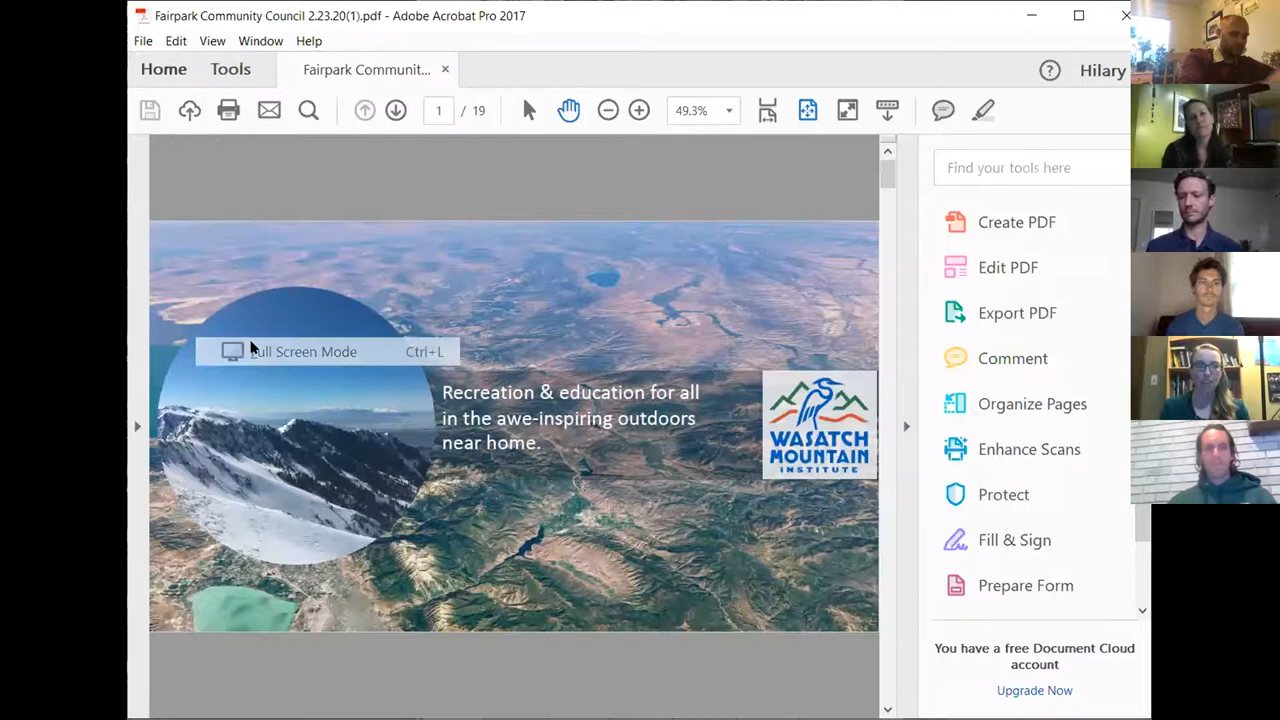 Fairpark Community Council 2.23.20(1).pdf - Adobe Acrobat Pro 2017
File Edit View Window Help
Home Tools Fairpark Communit... × Hilary
1 / 19 49.3%
Find your tools here
Create PDF
Edit PDF
Export PDF
Comment
Organize Pages
Enhance Scans
Protect
Fill & Sign
Prepare Form
You have a free Document Cloud
account
Upgrade Now
Full Screen Mode Ctrl+L
Recreation & education for all
in the awe-inspiring outdoors
near home.
WASATCH
MOUNTAIN
INSTITUTE